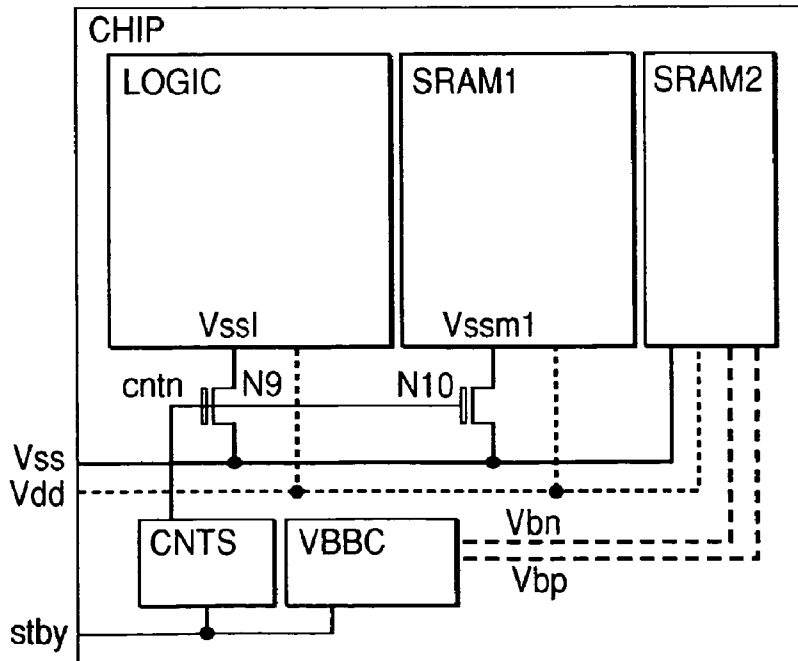 CHIP
LOGIC
SRAM1
SRAM2
Vssl
Vssm1
cntn
N9
N10
Vss
Vdd
CNTS
VBBC
Vbn
Vbp
stby